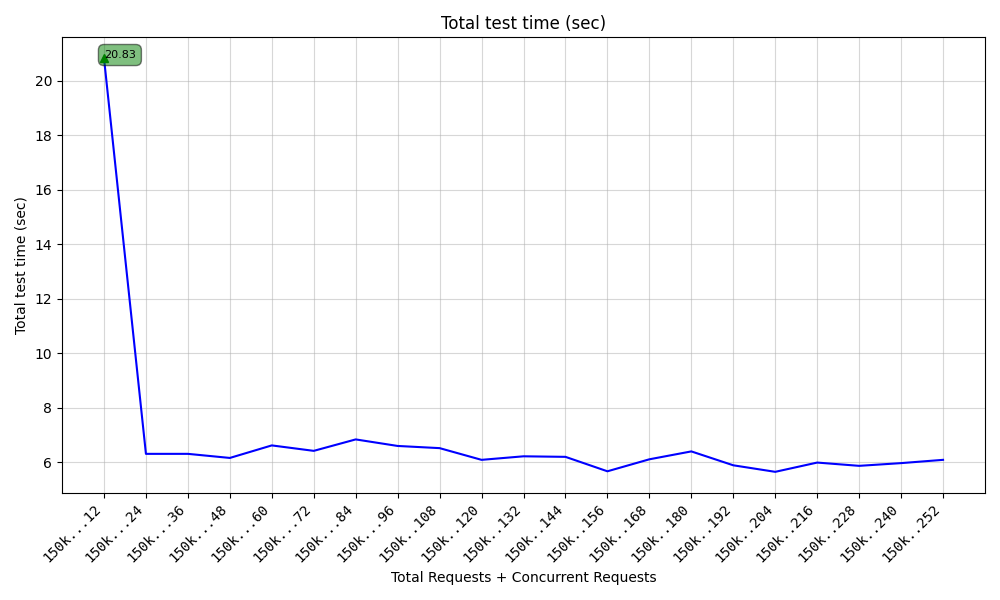 Total test time (sec)
20.83
Total test time (sec)
20
18
16
14
12
10
8
6
150k...12
150k...24
150k...36
150k...48
150k...60
150k...72
150k...84
150k...96
150k..108
150k..120
150k..132
150k..144
150k..156
150k..168
150k..180
150k..192
150k..204
150k..216
150k..228
150k..240
150k..252
Total Requests + Concurrent Requests